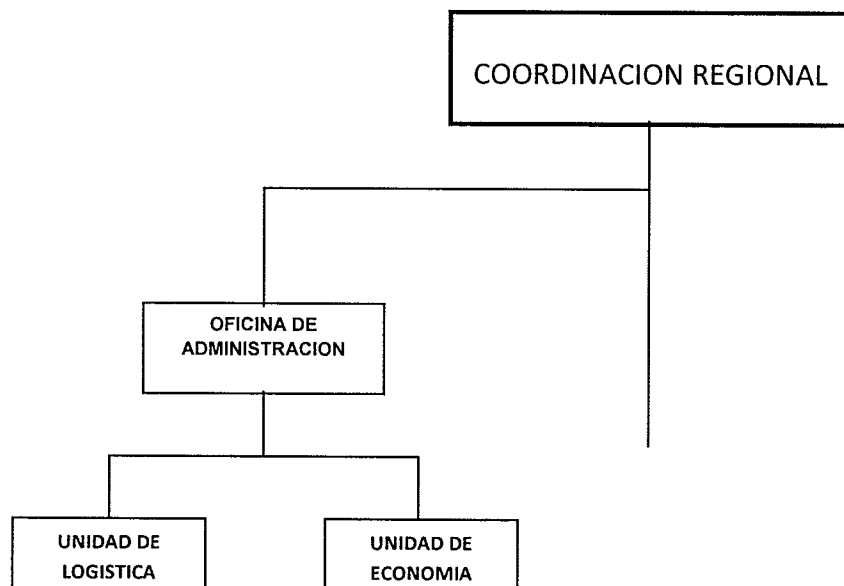 COORDINACION REGIONAL
OFICINA DE
ADMINISTRACION
UNIDAD DE
LOGISTICA
UNIDAD DE
ECONOMIA